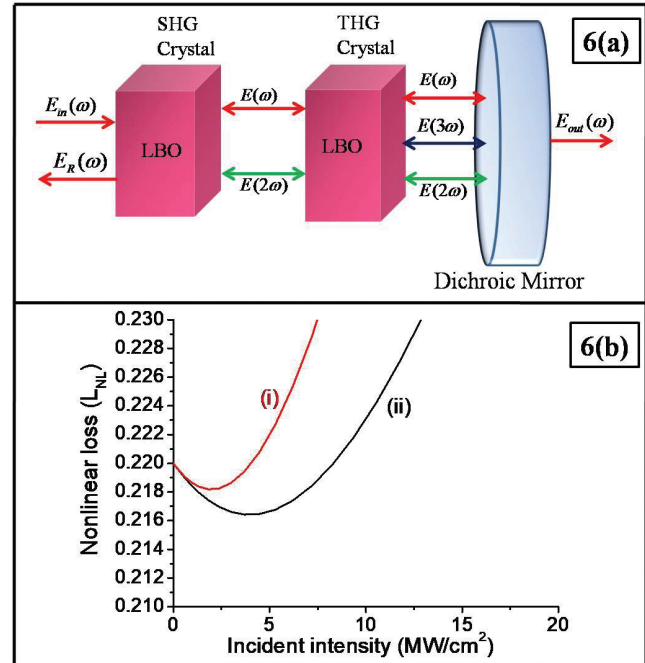 6(a)
SHG
Crystal
THG
Crystal
E_in(ω)
E_R(ω)
LBO
E(ω)
E(2ω)
LBO
E(ω)
E(3ω)
E(2ω)
E_out(ω)
Dichroic Mirror
6(b)
Nonlinear loss (L_NL)
0.230
0.228
0.226
0.224
0.222
0.220
0.218
0.216
0.214
0.212
0.210
(i)
(ii)
0 5 10 15 20
Incident intensity (MW/cm²)